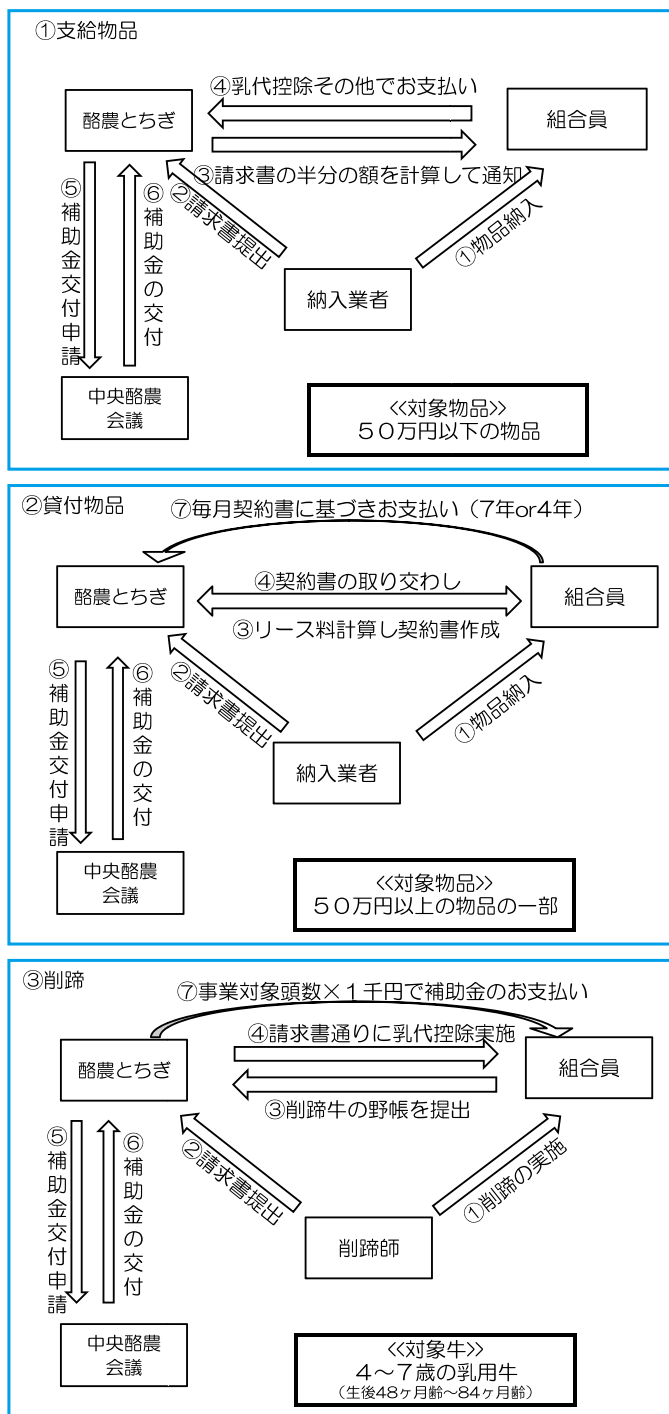 ①支給物品
④乳代控除その他でお支払い
酪農とちぎ
組合員
③請求書の半分の額を計算して通知
②請求書提出
①物品納入
⑤補助金交付申請
⑥補助金の交付
納入業者
中央酪農
会議
≪対象物品≫
５０万円以下の物品
②貸付物品
⑦毎月契約書に基づきお支払い（7年or4年）
酪農とちぎ
④契約書の取り交わし
組合員
③リース料計算し契約書作成
②請求書提出
①物品納入
⑤補助金交付申請
⑥補助金の交付
納入業者
中央酪農
会議
≪対象物品≫
５０万円以上の物品の一部
③削蹄
⑦事業対象頭数×１千円で補助金のお支払い
④請求書通りに乳代控除実施
酪農とちぎ
組合員
③削蹄牛の野帳を提出
②請求書提出
①削蹄の実施
⑤補助金交付申請
⑥補助金の交付
削蹄師
中央酪農
会議
≪対象牛≫
４～７歳の乳用牛
（生後48ヶ月齢～84ヶ月齢）